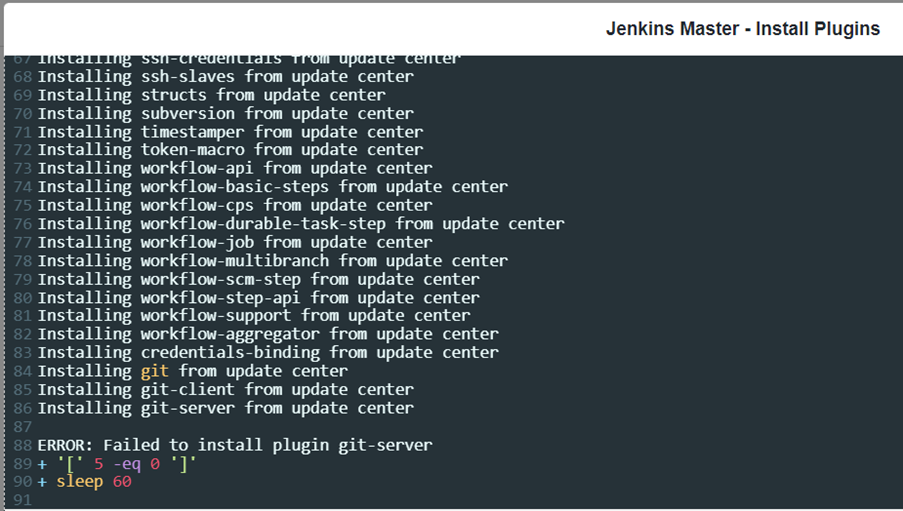 Jenkins Master - Install Plugins
67 Installing ssh-credentials from update center
68 Installing ssh-slaves from update center
69 Installing structs from update center
70 Installing subversion from update center
71 Installing timestamper from update center
72 Installing token-macro from update center
73 Installing workflow-api from update center
74 Installing workflow-basic-steps from update center
75 Installing workflow-cps from update center
76 Installing workflow-durable-task-step from update center
77 Installing workflow-job from update center
78 Installing workflow-multibranch from update center
79 Installing workflow-scm-step from update center
80 Installing workflow-step-api from update center
81 Installing workflow-support from update center
82 Installing workflow-aggregator from update center
83 Installing credentials-binding from update center
84 Installing git from update center
85 Installing git-client from update center
86 Installing git-server from update center
87
88 ERROR: Failed to install plugin git-server
89 + '[' 5 -eq 0 ']'
90 + sleep 60
91